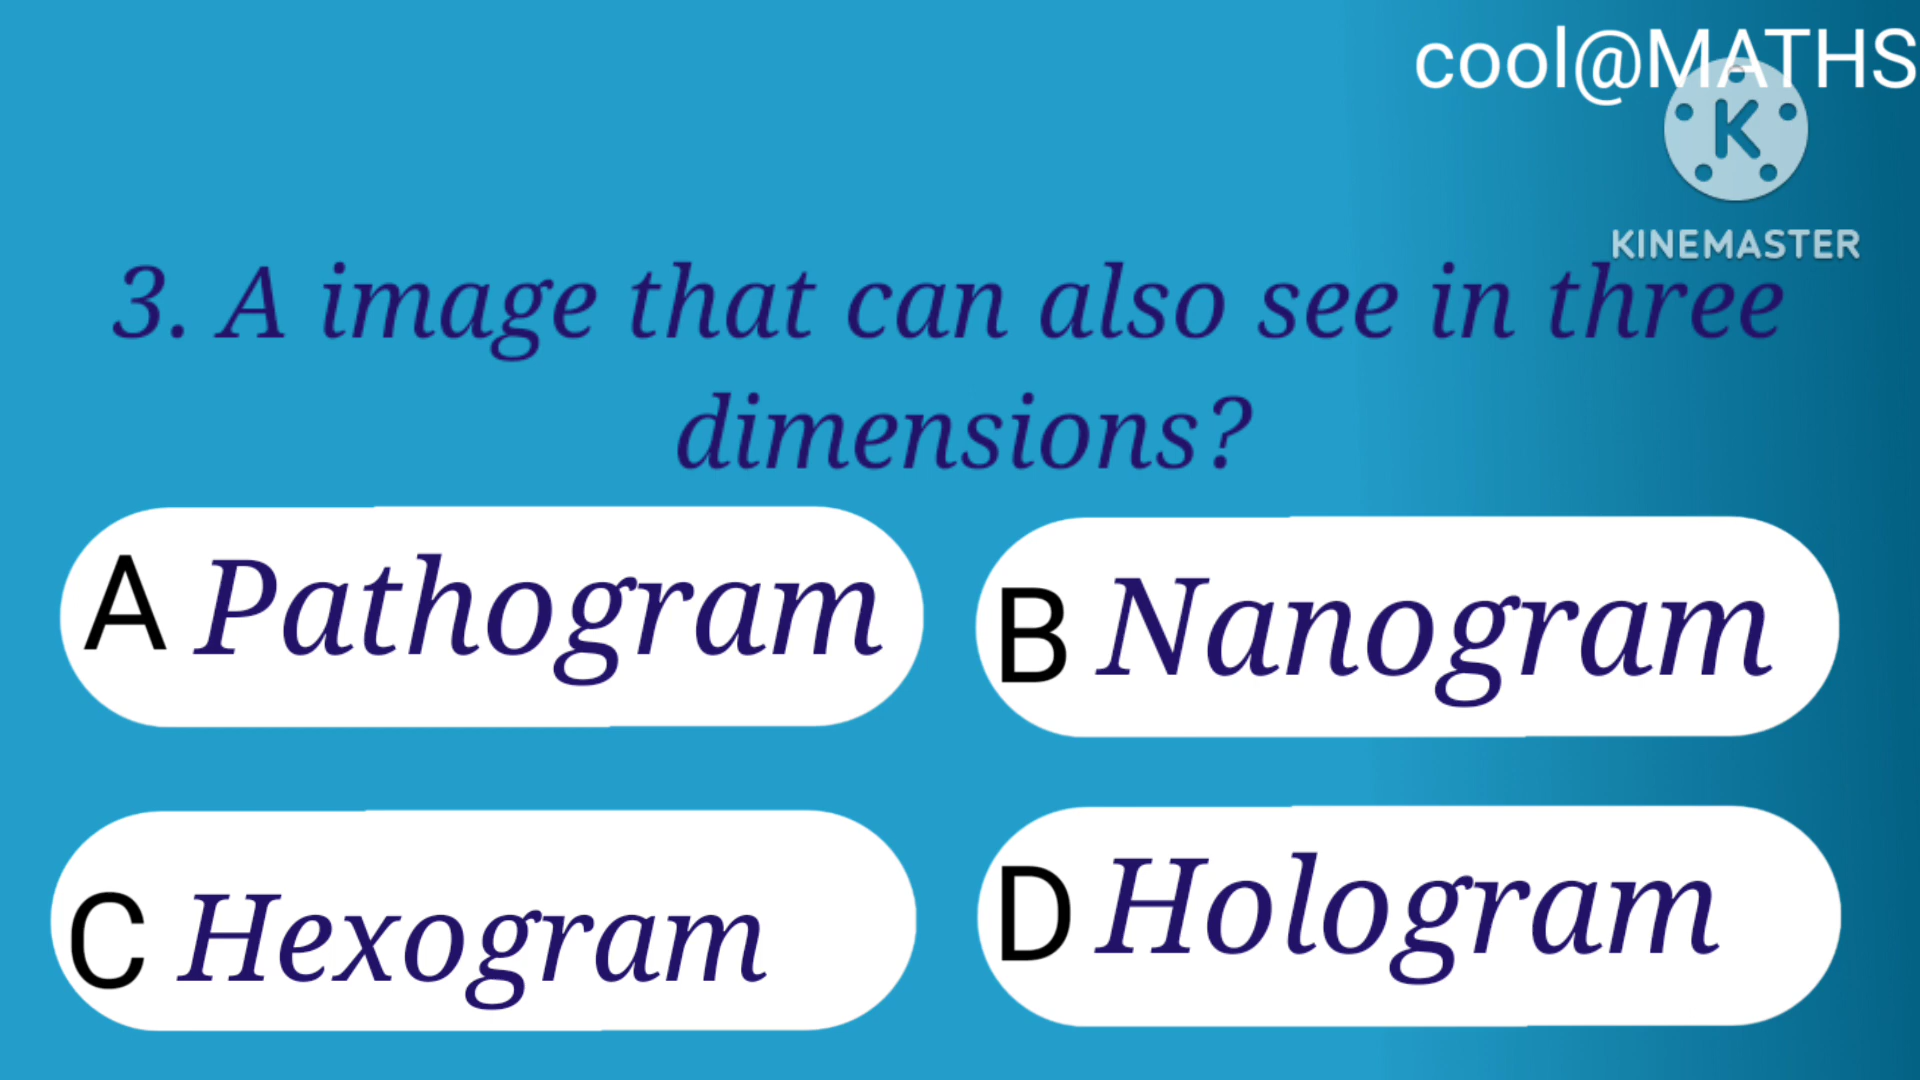 cool@MATHS
K
KINEMASTER
3. A image that can also see in three
dimensions?
A Pathogram
B Nanogram
C Hexogram
D Hologram